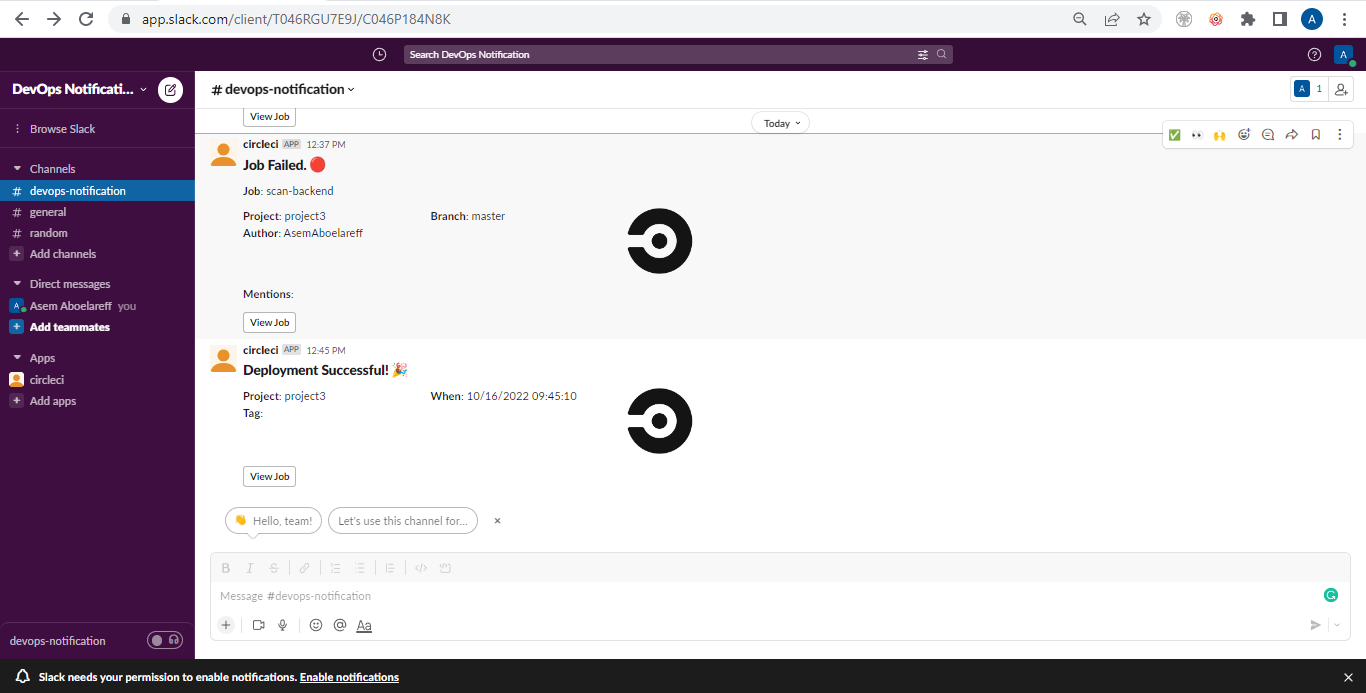 app.slack.com/client/T046RGU7E9J/C046P184N8K
A
Search DevOps Notification
A
DevOps Notificati...
# devops-notification
A 1
Browse Slack
View Job
Today
Channels
# devops-notification
# general
# random
+ Add channels
Direct messages
A Asem Aboelareff you
+ Add teammates
Apps
circleci
+ Add apps
circleci APP 12:37 PM
Job Failed. 🔴
Job: scan-backend
Project: project3 Branch: master
Author: AsemAboelareff
Mentions:
View Job
circleci APP 12:45 PM
Deployment Successful! 🎉
Project: project3 When: 10/16/2022 09:45:10
Tag:
View Job
👋 Hello, team! Let's use this channel for... ×
B I S
Message #devops-notification
G
+ @ Aa
devops-notification
Slack needs your permission to enable notifications. Enable notifications